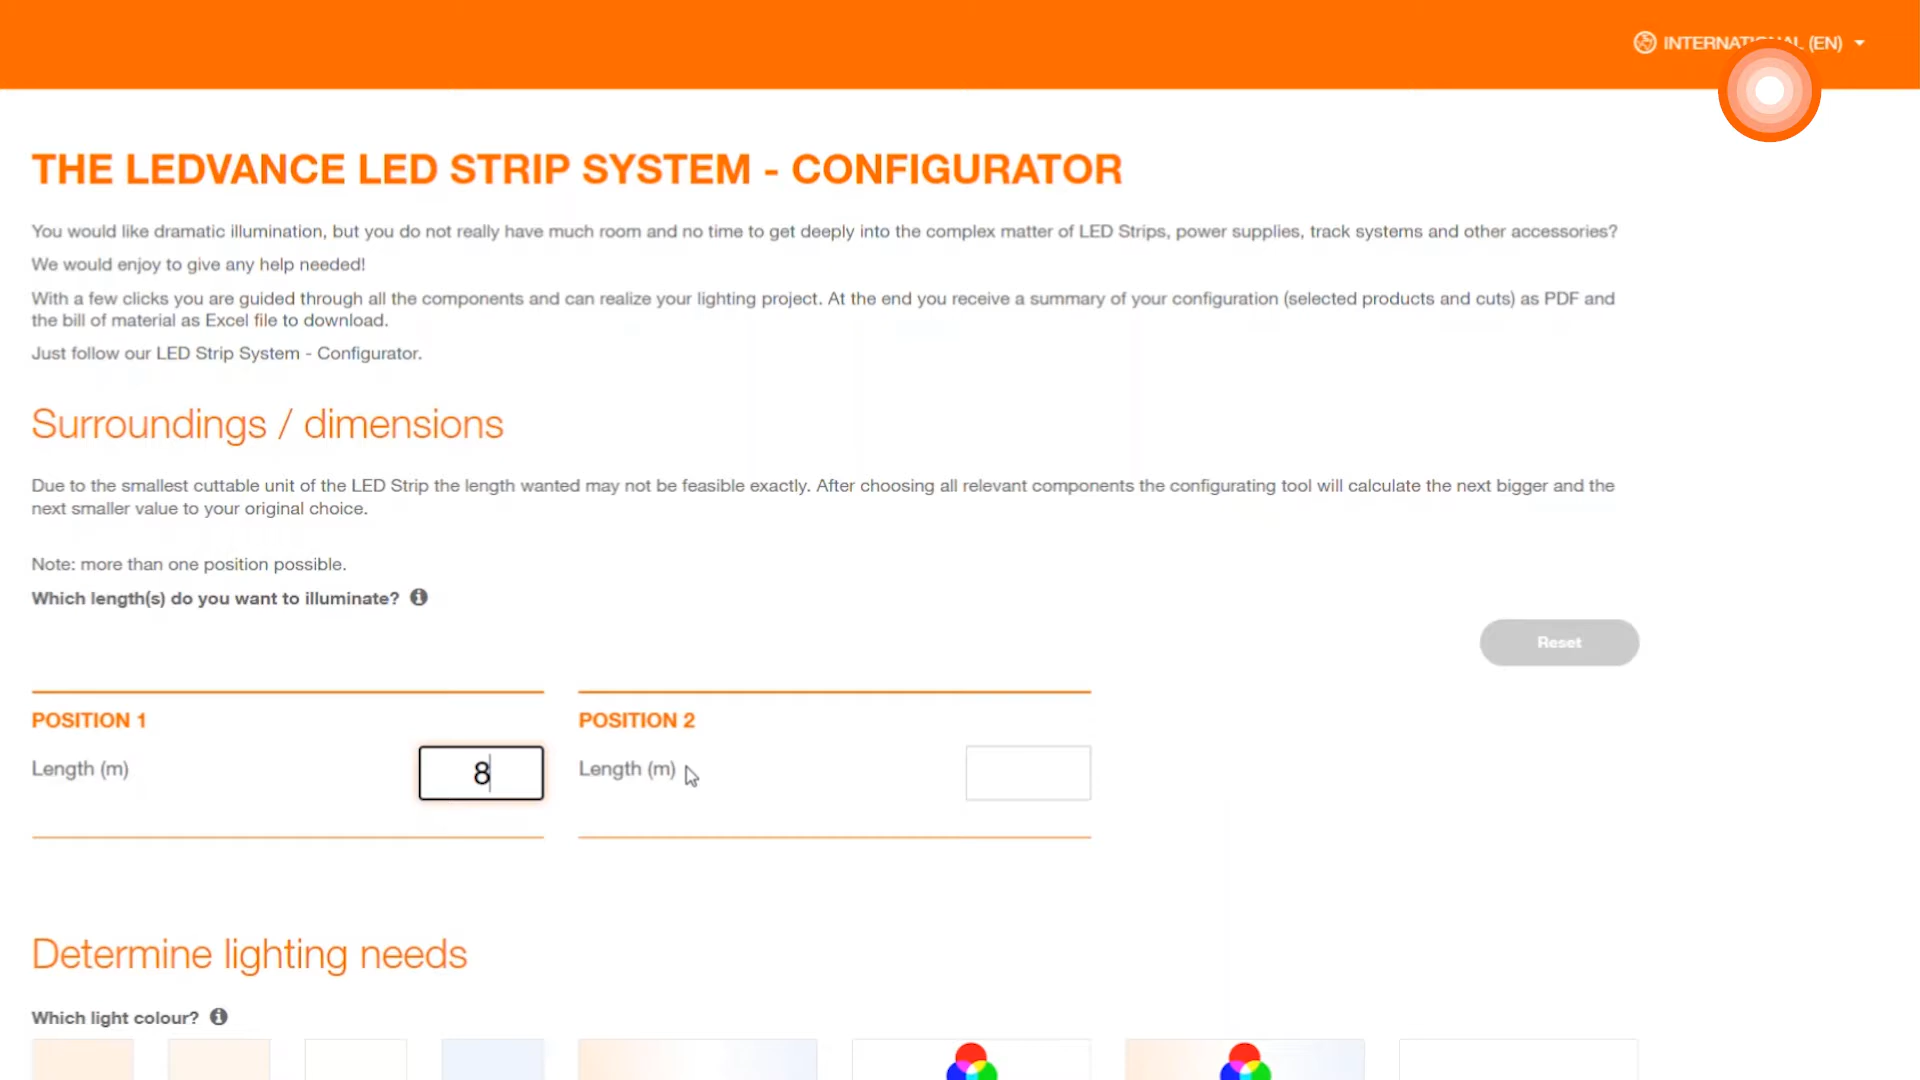 INTERNATIONAL (EN)
THE LEDVANCE LED STRIP SYSTEM - CONFIGURATOR
You would like dramatic illumination, but you do not really have much room and no time to get deeply into the complex matter of LED Strips, power supplies, track systems and other accessories?
We would enjoy to give any help needed!
With a few clicks you are guided through all the components and can realize your lighting project. At the end you receive a summary of your configuration (selected products and cuts) as PDF and
the bill of material as Excel file to download.
Just follow our LED Strip System - Configurator.
Surroundings / dimensions
Due to the smallest cuttable unit of the LED Strip the length wanted may not be feasible exactly. After choosing all relevant components the configurating tool will calculate the next bigger and the
next smaller value to your original choice.
Note: more than one position possible.
Which length(s) do you want to illuminate?
Reset
POSITION 1
Length (m)
8
POSITION 2
Length (m)
Determine lighting needs
Which light colour?